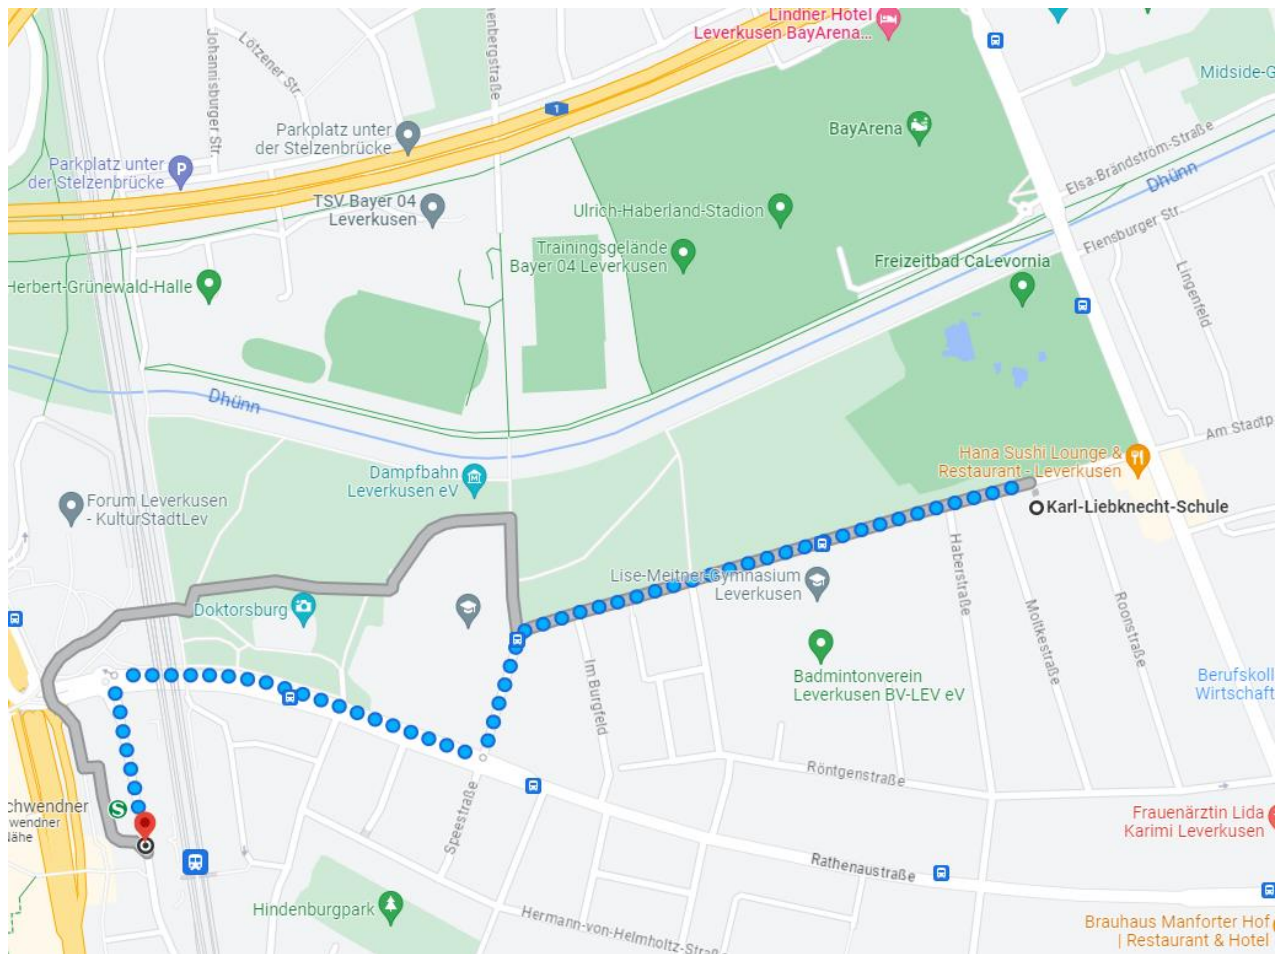 Lindner Hotel
Leverkusen BayArena...
Johannisburger Str.
Lötzener Str.
enbergstraße
Midside-G
1
Parkplatz unter
der Stelzenbrücke
BayArena
Elsa-Brändström-Straße
Parkplatz unter
der Stelzenbrücke
P
Dhünn
TSV Bayer 04
Leverkusen
Ulrich-Haberland-Stadion
Flensburger Str.
Trainingsgelände
Bayer 04 Leverkusen
Freizeitbad CaLevornia
Lingenfeld
Herbert-Grünewald-Halle
Dhünn
Am Stadtp
Hana Sushi Lounge &
Restaurant - Leverkusen
Dampfbahn
Leverkusen eV
Forum Leverkusen
- KulturStadtLev
Karl-Liebknecht-Schule
Haberstraße
Lise-Meitner-Gymnasium
Leverkusen
Doktorsburg
Moltkestraße
Roonstraße
Im Burgfeld
Badmintonverein
Leverkusen BV-LEV eV
Berufskoll
Wirtschaft
Röntgenstraße
chwendner
wendner
Nähe
S
Speestraße
Frauenärztin Lida
Karimi Leverkusen
Rathenaustraße
Hindenburgpark
Hermann-von-Helmholtz-Straß
Brauhaus Manforter Hof
| Restaurant & Hotel